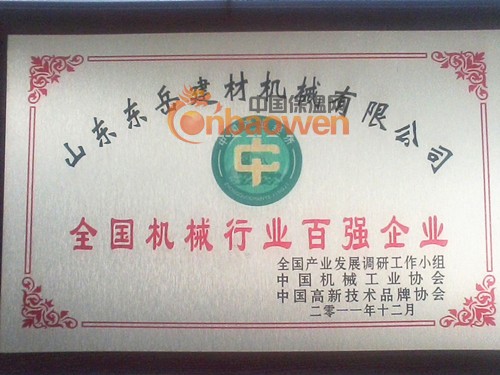 山东东岳建材机械有限公司
中国保温网
onbaowen
全国机械行业百强企业
全国产业发展调研工作小组
中国机械工业协会
中国高新技术品牌协会
二零一一年十二月